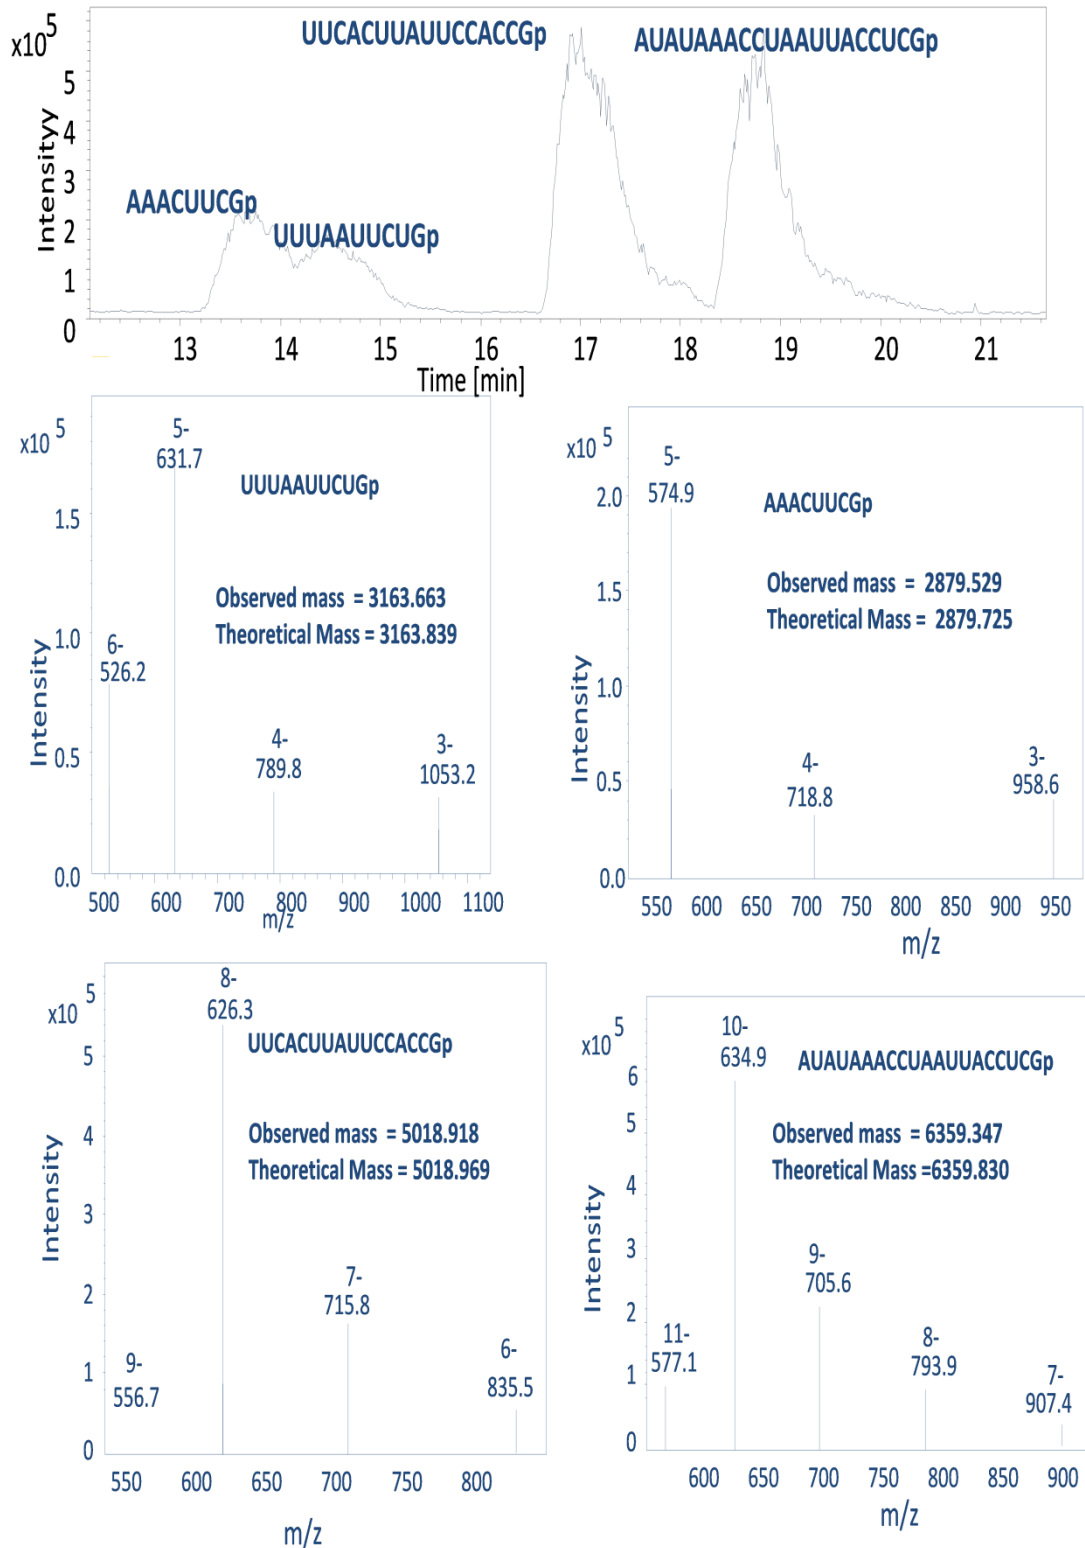 x10 5
UUCACUUAUUCCACCGp
AUAUAAACCUAAUUACCUCGp
5
4
3
2
1
0
Intensityy
AAACUUCGp
UUUAAUUCUGp
13 14 15 16 17 18 19 20 21
Time [min]
x10 5
5-
631.7
UUUAAUUCUGp
1.5
Observed mass = 3163.663
Theoretical Mass = 3163.839
1.0
6-
526.2
4-
789.8
3-
1053.2
0.5
0.0
Intensity
500 600 700 800 900 1000 1100
m/z
x10 5
5-
574.9
2.0
AAACUUCGp
Observed mass = 2879.529
Theoretical Mass = 2879.725
1.5
1.0
4-
718.8
3-
958.6
0.5
0.0
Intensity
550 600 700 750 800 850 900 950
m/z
x10 5
8-
626.3
5
UUCACUUAUUCCACCGp
5
Observed mass = 5018.918
Theoretical Mass = 5018.969
4
3
2
7-
715.8
9-
556.7
6-
835.5
1
0
Intensity
550 600 650 700 750 800
m/z
x10 5
10-
634.9
AUAUAAACCUAAUUACCUCGp
6
5
Observed mass = 6359.347
Theoretical Mass =6359.830
4
3
9-
705.6
2
11-
577.1
8-
793.9
7-
907.4
1
0
Intensity
600 650 700 800 850 900
m/z